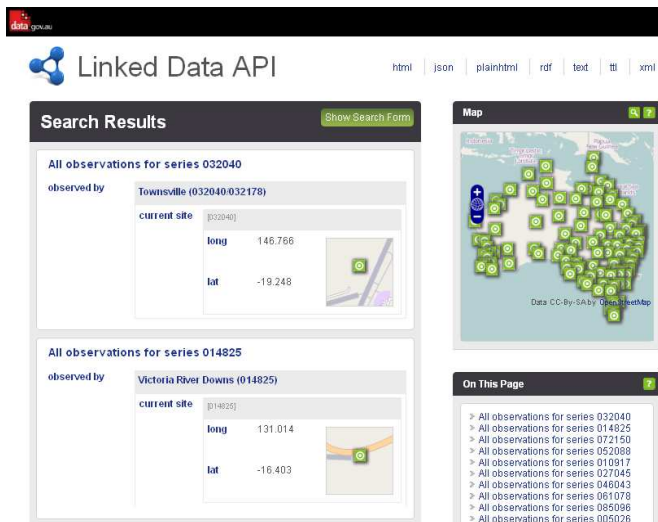 data.gov.au
Linked Data API
html json plainhtml rdf text ttl xml
Search Results
Show Search Form
All observations for series 032040
observed by
Townsville (032040/032178)
current site
[032040]
long 146.766
lat -19.248
All observations for series 014825
observed by
Victoria River Downs (014825)
current site
[014825]
long 131.014
lat -16.403
Map
?
Data CC-By-SA by OpenStreetMap
On This Page
?
All observations for series 032040
All observations for series 014825
All observations for series 072150
All observations for series 052088
All observations for series 010917
All observations for series 027045
All observations for series 046043
All observations for series 061078
All observations for series 085096
All observations for series 005026